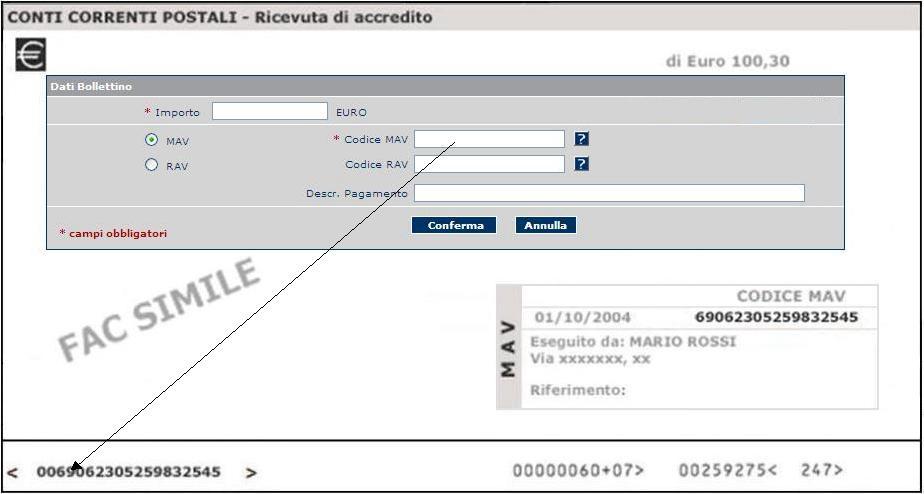 CONTI CORRENTI POSTALI - Ricevuta di accredito
€
di Euro 100,30
Dati Bollettino
* Importo EURO
MAV * Codice MAV ?
RAV Codice RAV ?
Descr. Pagamento
* campi obbligatori Conferma Annulla
FAC SIMILE
MAV
CODICE MAV
01/10/2004 69062305259832545
Eseguito da: MARIO ROSSI
Via xxxxxxx, xx
Riferimento:
< 0069062305259832545 > 00000060+07> 00259275< 247>